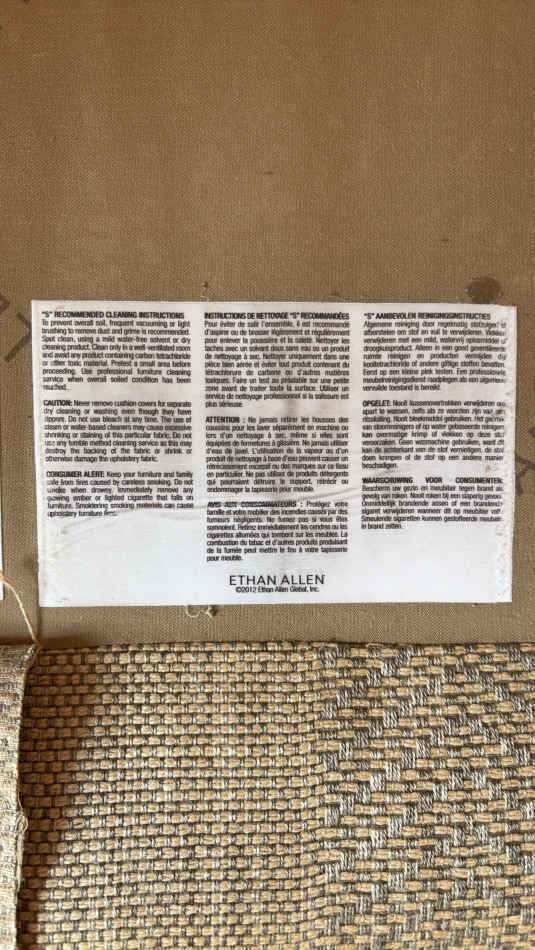 "S" RECOMMENDED CLEANING INSTRUCTIONS
To prevent overall soil, frequent vacuuming or light
brushing to remove dust and grime is recommended.
Spot clean, using a mild water-free solvent or dry
cleaning product. Clean only in a well-ventilated room
and avoid any product containing carbon tetrachloride
or other toxic material. Pretest a small area before
proceeding. Use professional furniture cleaning
service when overall soiled condition has been
reached.
CAUTION: Never remove cushion covers for separate
dry cleaning or washing even though they have
zippers. Do not use bleach at any time. The use of
steam or water-based cleaners may cause excessive
shrinking or staining of this particular fabric. Do not
use any tumble method cleaning service as this may
destroy the backing of the fabric or shrink or
otherwise damage the upholstery fabric.
CONSUMER ALERT: Keep your furniture and family
safe from fires caused by careless smoking. Do not
smoke when drowsy. Immediately remove any
glowing ember or lighted cigarette that falls on
furniture. Smoldering smoking materials can cause
upholstery furniture fires.
INSTRUCTIONS DE NETTOYAGE "S" RECOMMANDÉES
Pour éviter de salir l'ensemble, il est recommandé
d'aspirer ou de brosser légèrement et régulièrement
pour enlever la poussière et la saleté. Nettoyer les
taches avec un solvant doux sans eau ou un produit
de nettoyage à sec. Nettoyer uniquement dans une
pièce bien aérée et éviter tout produit contenant de
tétrachlorure de carbone ou d'autres matières
toxiques. Faire un test au préalable sur une petite
zone avant de traiter toute la surface. Utiliser un
service de nettoyage professionnel si la salissure est
plus sérieuse.
ATTENTION : Ne jamais retirer les housses des
coussins pour les laver séparément en machine ou
lors d'un nettoyage à sec, même si elles sont
équipées de fermetures à glissière. Ne jamais utiliser
d'eau de javel. L'utilisation de la vapeur ou d'un
produit de nettoyage à base d'eau peuvent causer un
rétrécissement excessif ou des marques sur ce tissu
en particulier. Ne pas utiliser de produits détergents
qui pourraient détruire le support, rétrécir ou
endommager la tapisserie pour meuble.
AVIS AUX CONSOMMATEURS : Protégez votre
famille et votre mobilier des incendies causés par des
fumeurs négligents. Ne fumez pas si vous êtes
somnolent. Retirez immédiatement les cendres ou les
cigarettes allumées qui tombent sur les meubles. La
combustion du tabac et d'autres produits produisant
de la fumée peut mettre le feu à votre tapisserie
pour meuble.
"S" AANBEVOLEN REINIGINGSINSTRUCTIES
Algemene reiniging door regelmatig stofzuigen of
afborstelen om stof en vuil te verwijderen. Vlekken
verwijderen met een mild, watervrij oplosmiddel of
droogkuisproduct. Alleen in een goed geventileerde
ruimte reinigen en producten vermijden die
kooltetrachloride of andere giftige stoffen bevatten.
Eerst op een kleine plek testen. Een professionele
meubelreinigingsdienst raadplegen als een algemeen
vervuilde toestand is bereikt.
OPGELET: Nooit kussenovertrekken verwijderen om
apart te wassen, zelfs als ze voorzien zijn van een
ritssluiting. Nooit bleekmiddel gebruiken. Het gebruik
van stoomreinigers of op water gebaseerde reinigers
kan overmatige krimp of vlekken op deze stof
veroorzaken. Geen wasmachine gebruiken, want dit
kan de achterkant van de stof vernietigen, de stof
doen krimpen of de stof op een andere manier
beschadigen.
WAARSCHUWING VOOR CONSUMENTEN:
Bescherm uw gezin en meubilair tegen brand als
gevolg van roken. Nooit roken bij een slaperig gevoel.
Onmiddellijk brandende assen of een brandende
sigaret verwijderen wanneer dit op meubilair valt.
Smeulende sigaretten kunnen gestoffeerde meubels
in brand zetten.
ETHAN ALLEN
©2012 Ethan Allen Global, Inc.